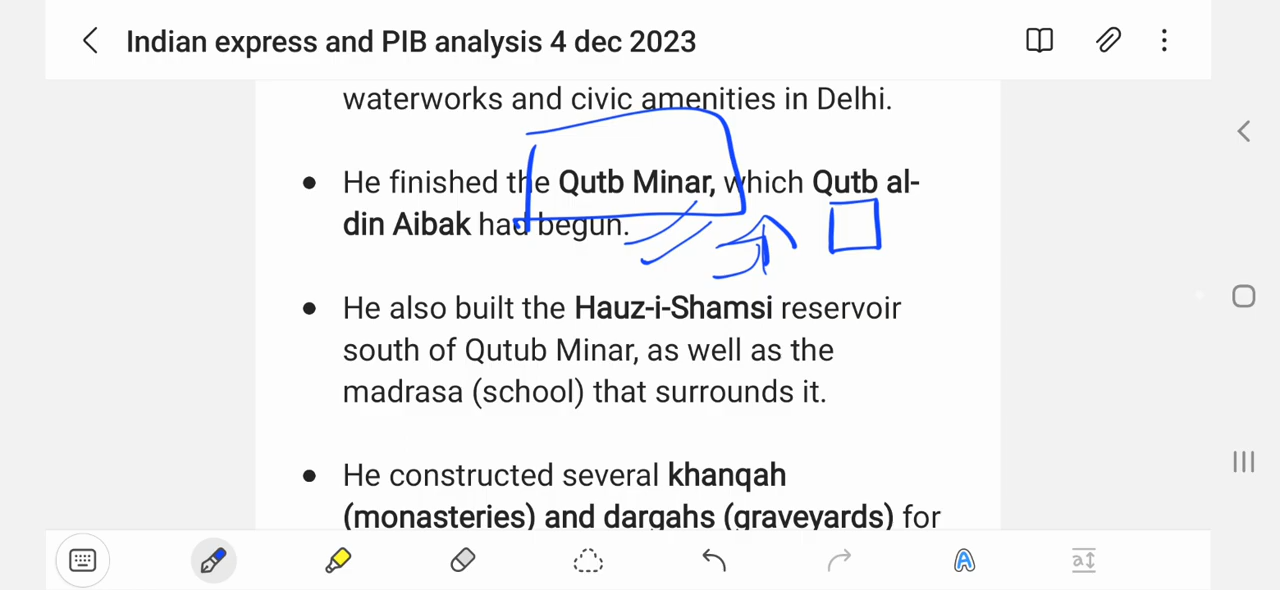 Indian express and PIB analysis 4 dec 2023
waterworks and civic amenities in Delhi.
● He finished the Qutb Minar, which Qutb al-
din Aibak had begun.
● He also built the Hauz-i-Shamsi reservoir
south of Qutub Minar, as well as the
madrasa (school) that surrounds it.
● He constructed several khanqah
(monasteries) and dargahs (graveyards) for